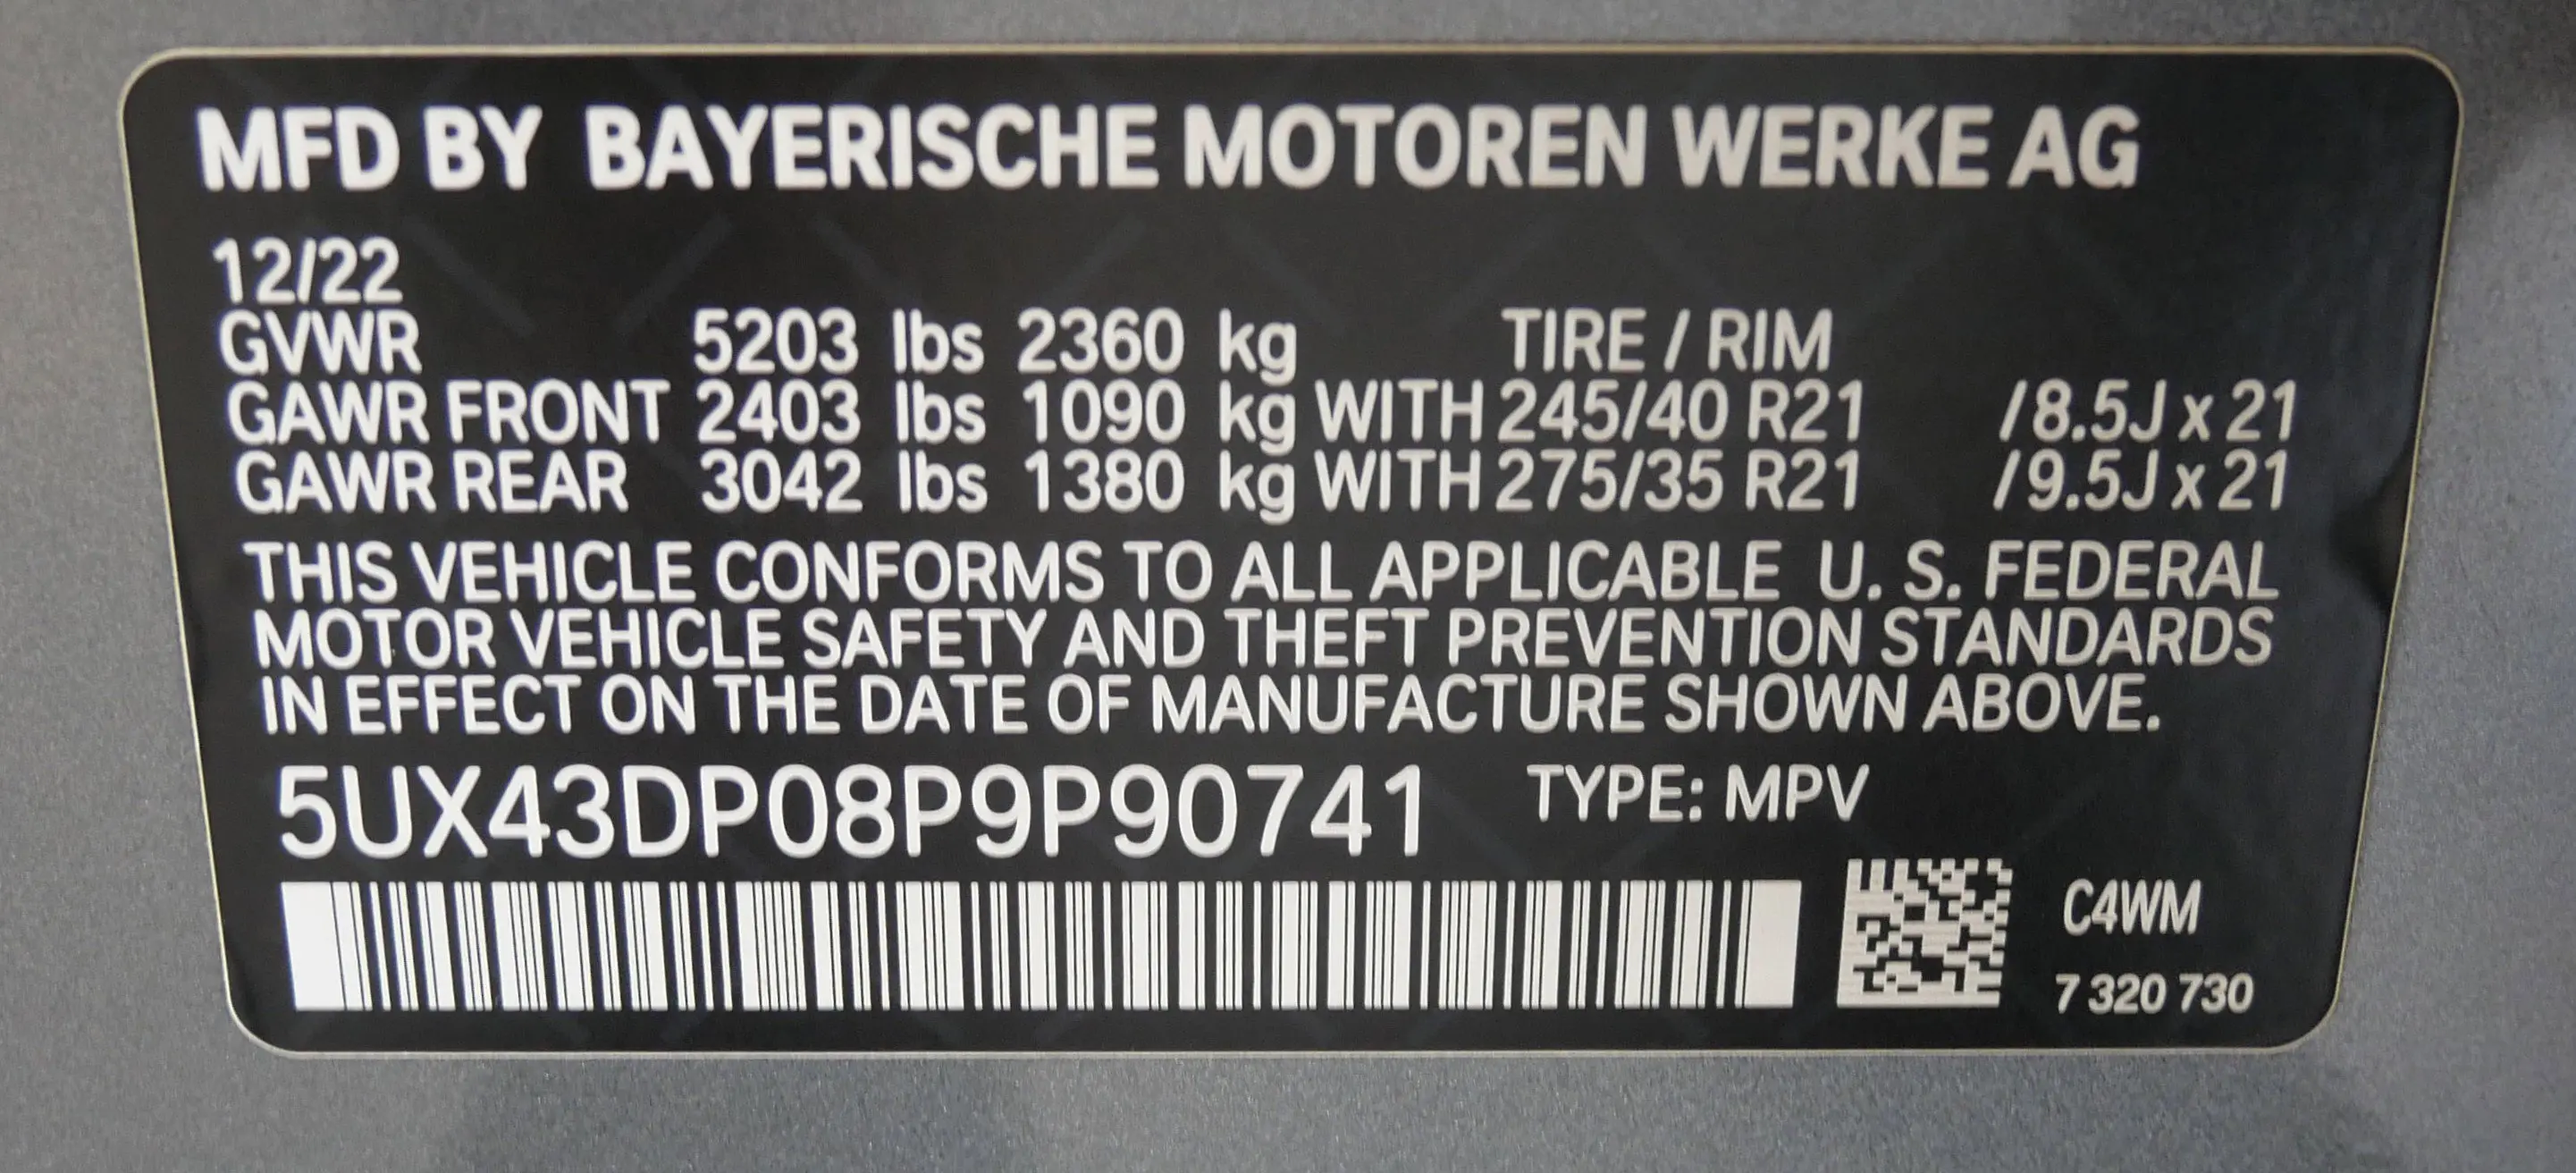 MFD BY BAYERISCHE MOTOREN WERKE AG
12/22
GVWR 5203 lbs 2360 kg TIRE / RIM
GAWR FRONT 2403 lbs 1090 kg WITH 245/40 R21 /8.5J x 21
GAWR REAR 3042 lbs 1380 kg WITH 275/35 R21 /9.5J x 21
THIS VEHICLE CONFORMS TO ALL APPLICABLE U. S. FEDERAL
MOTOR VEHICLE SAFETY AND THEFT PREVENTION STANDARDS
IN EFFECT ON THE DATE OF MANUFACTURE SHOWN ABOVE.
5UX43DP08P9P90741 TYPE: MPV
C4WM
7 320 730